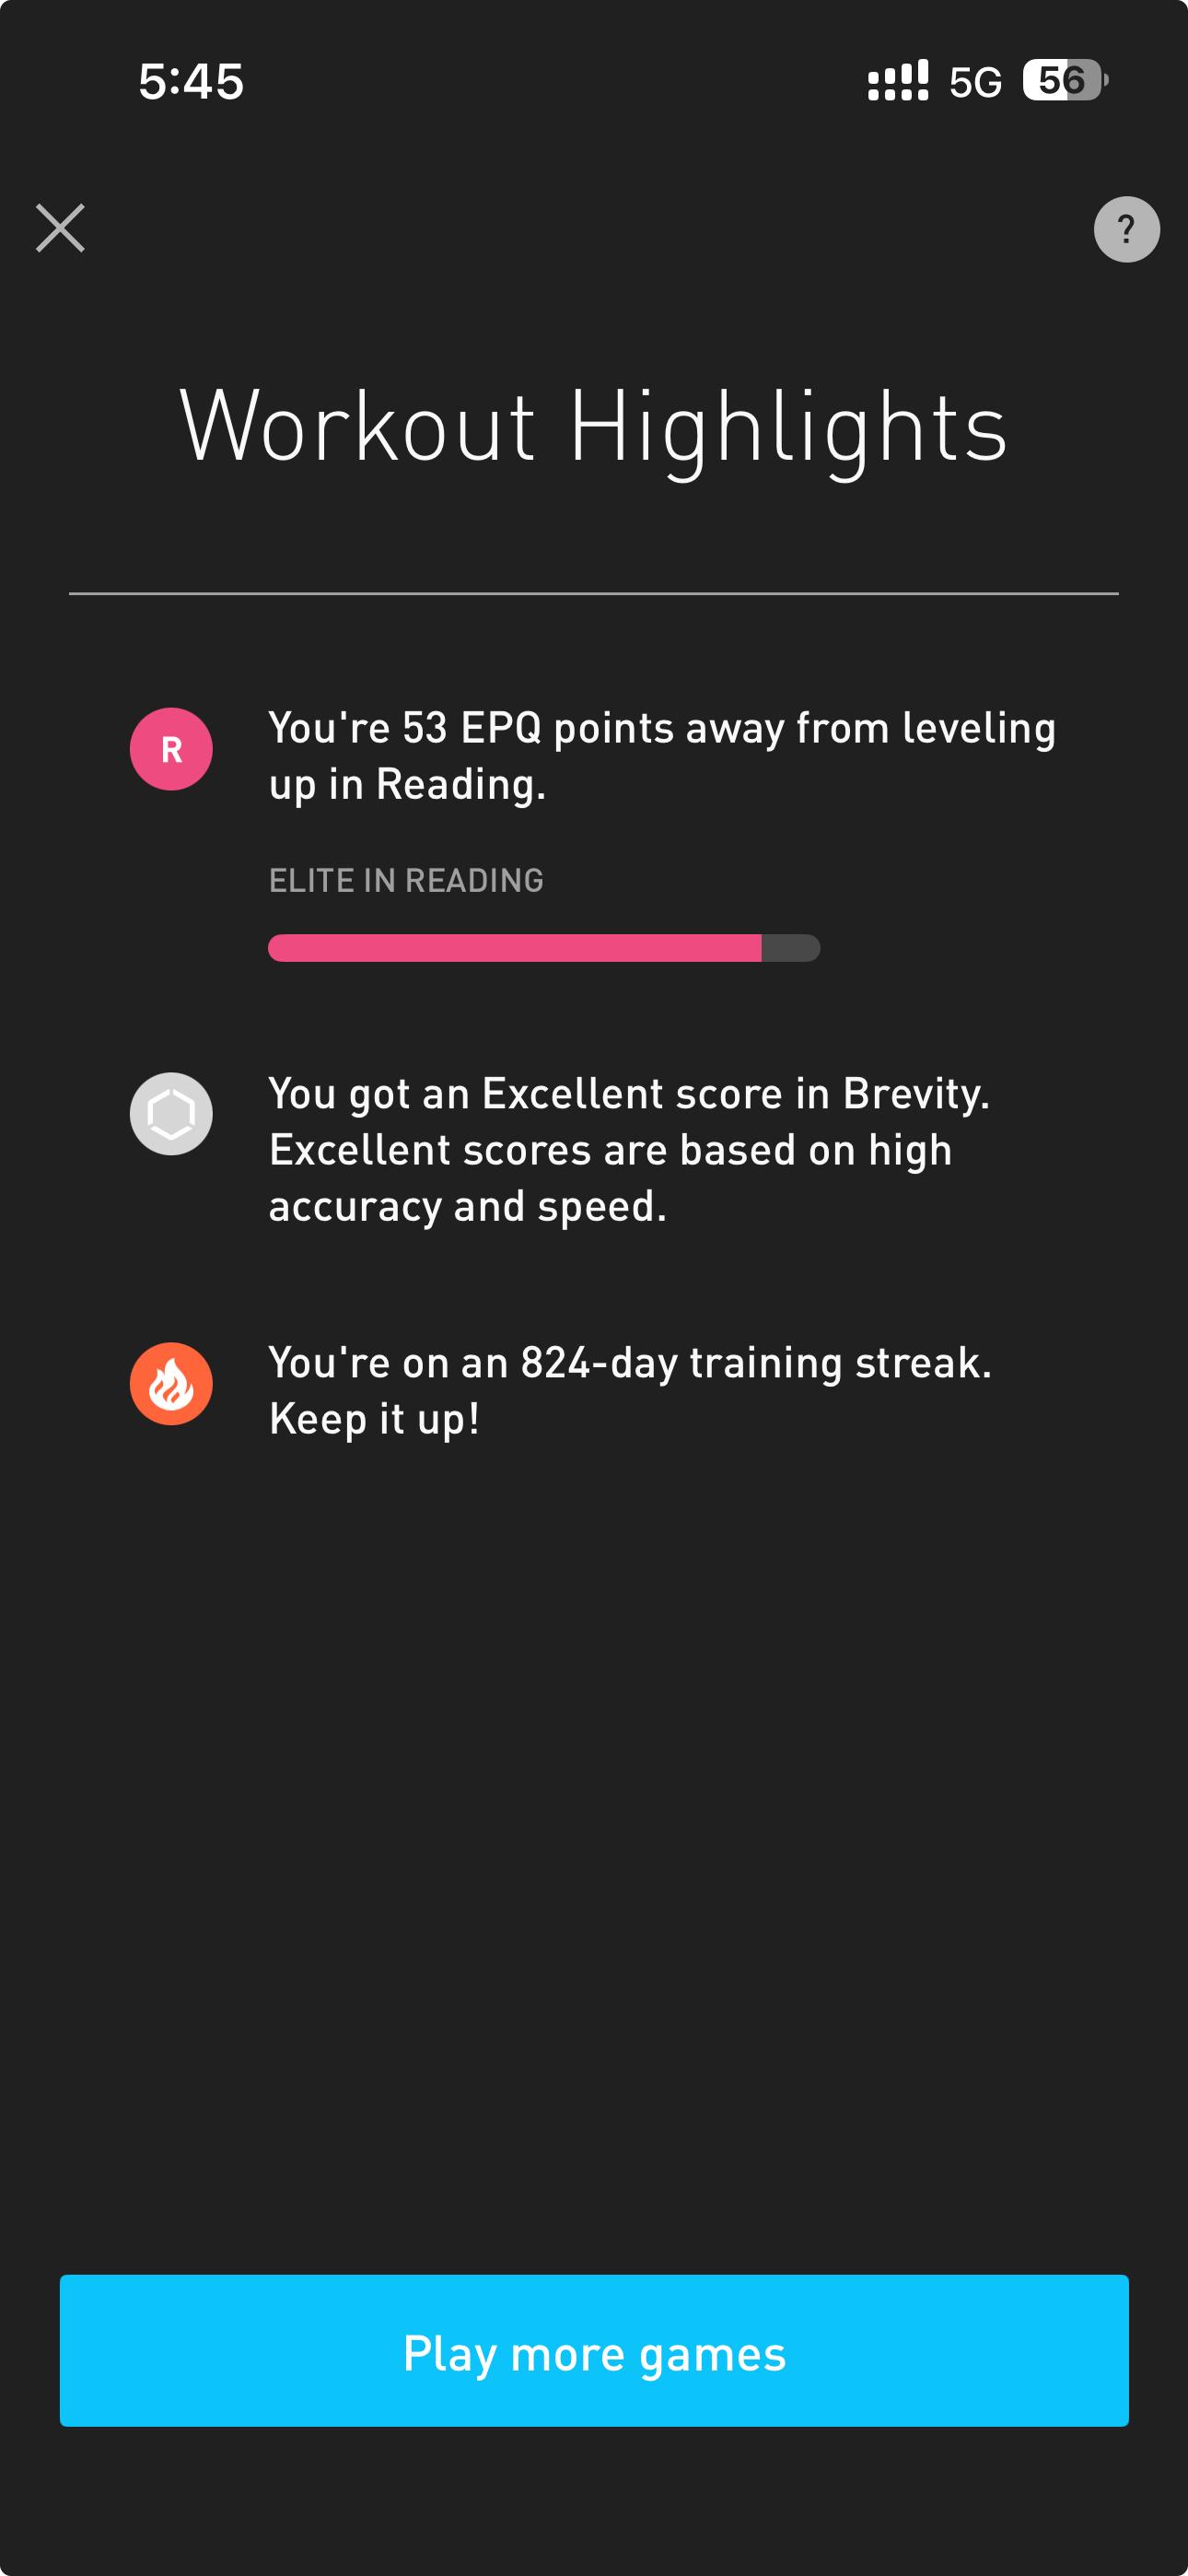 5:45
5G
56
?
Workout Highlights
R
You're 53 EPQ points away from leveling
up in Reading.
ELITE IN READING
You got an Excellent score in Brevity.
Excellent scores are based on high
accuracy and speed.
You're on an 824-day training streak.
Keep it up!
Play more games